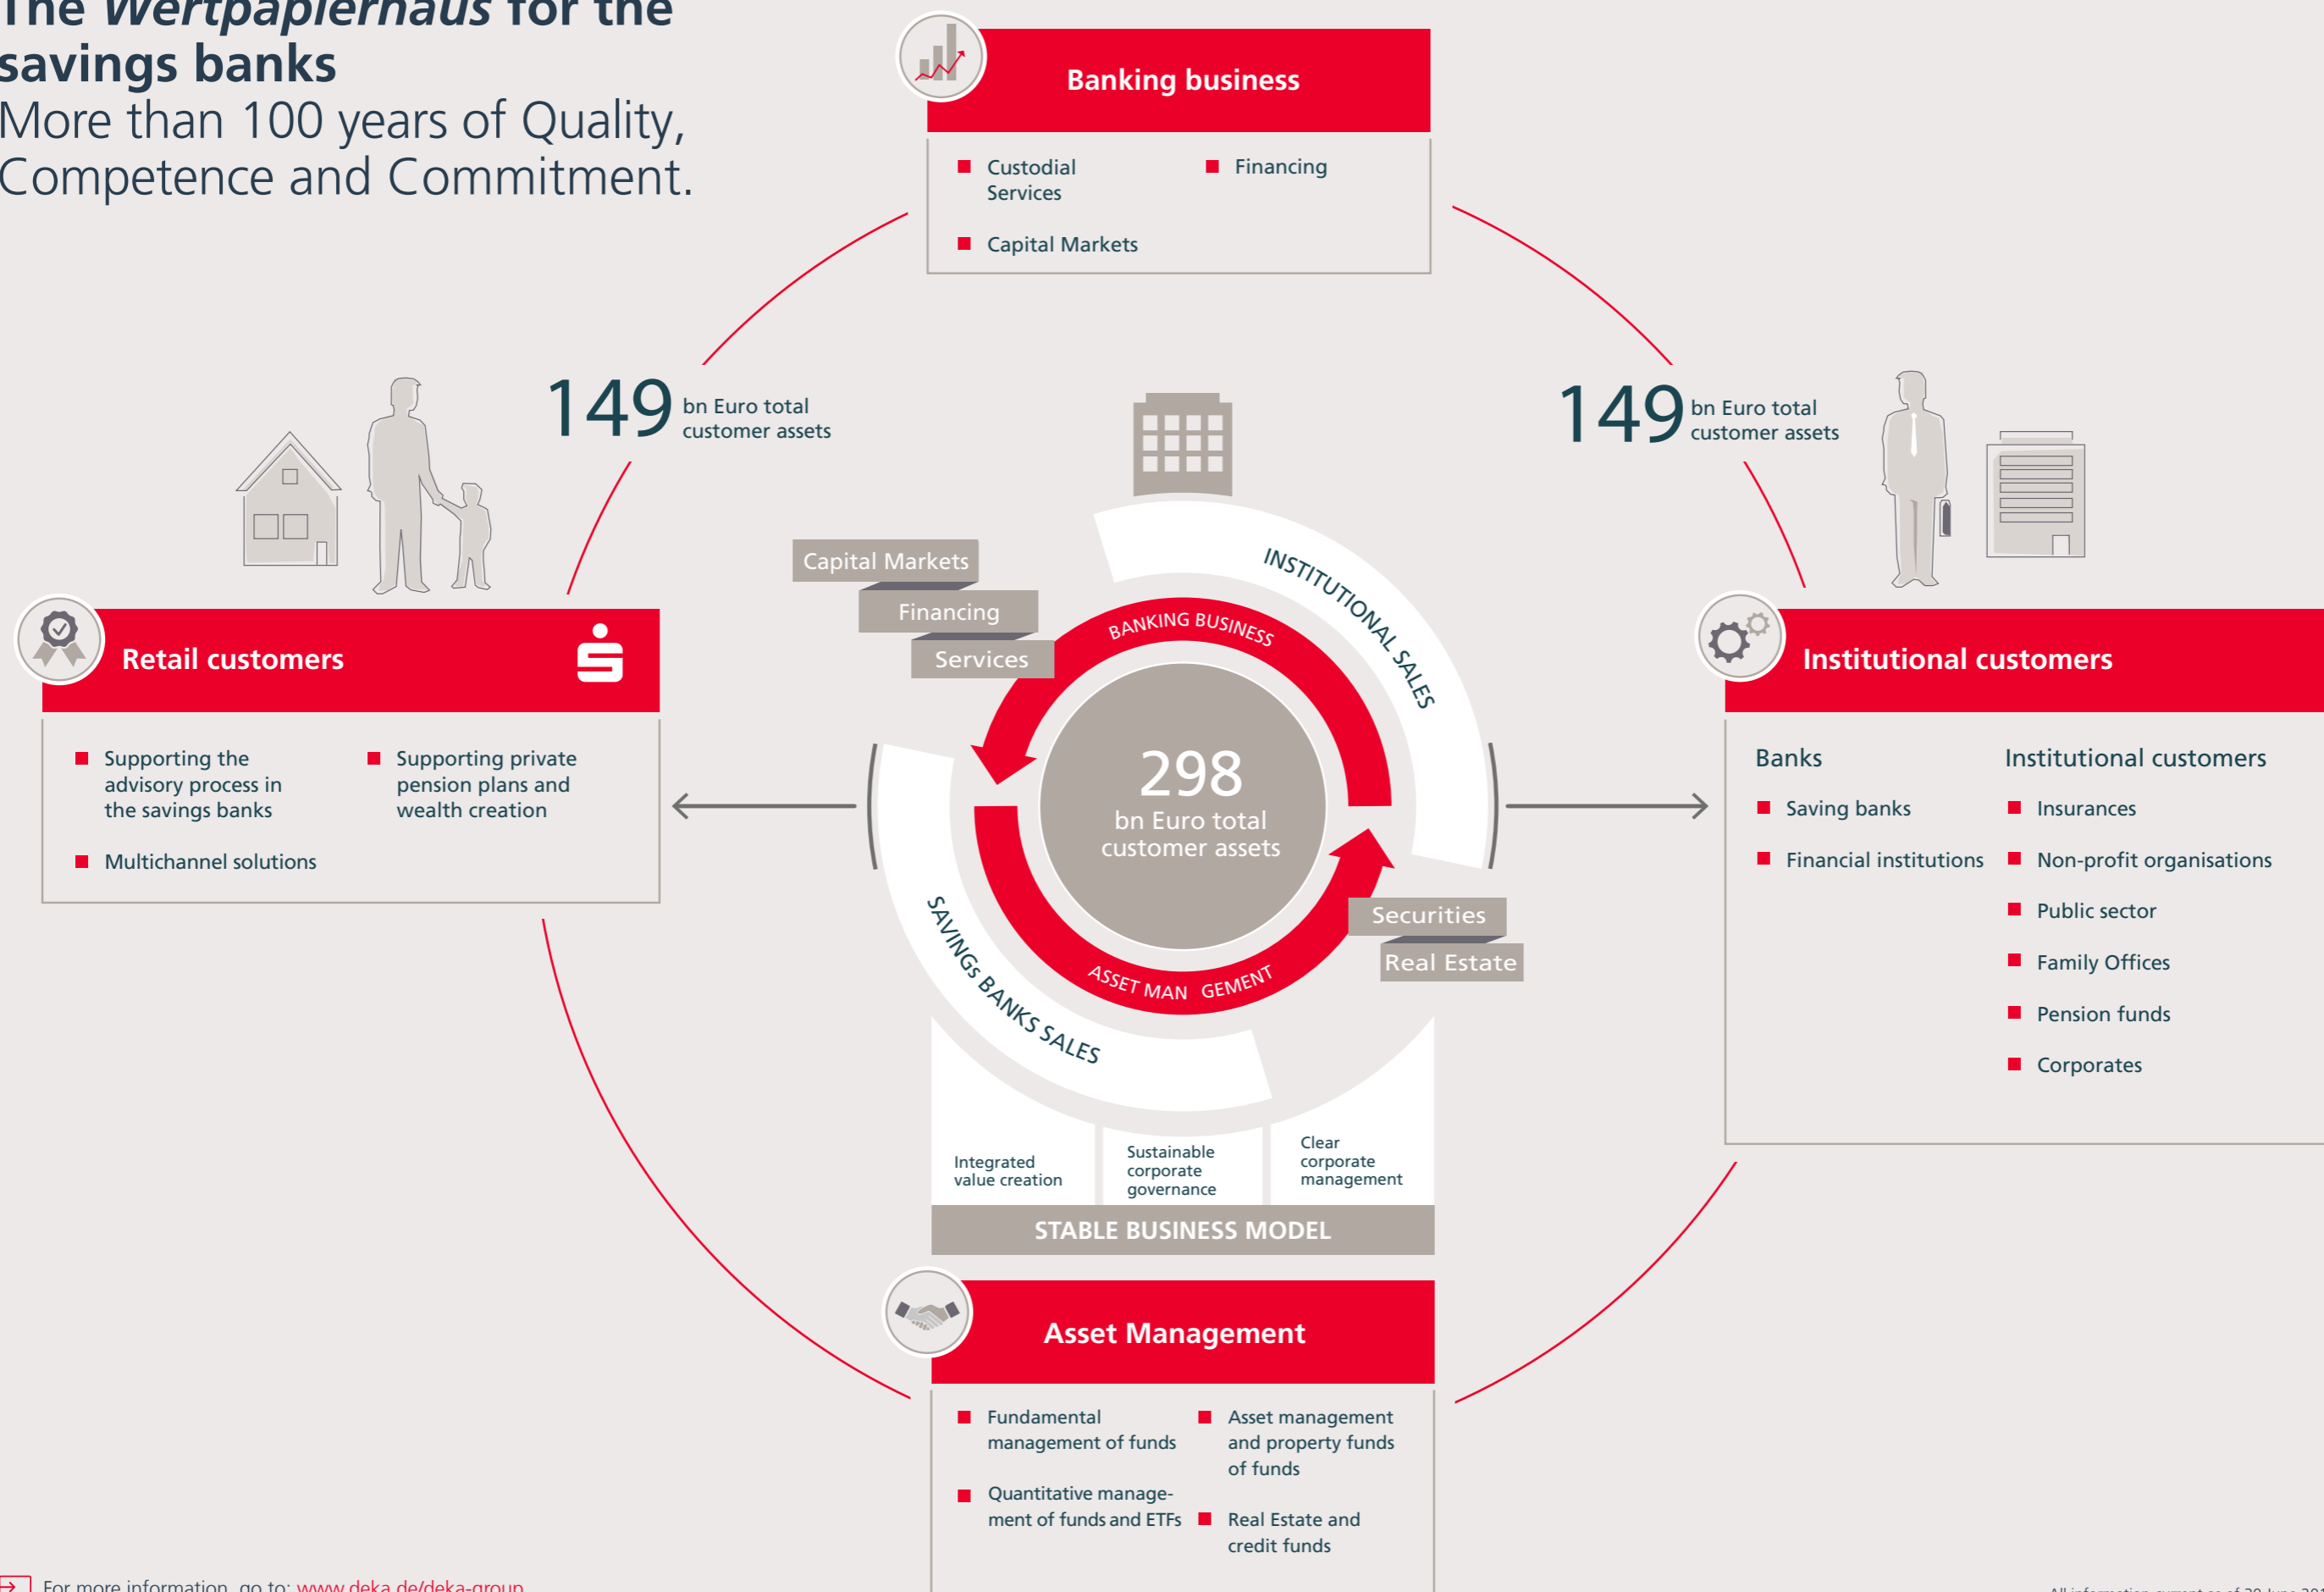 The Wertpapierhaus for the
savings banks
More than 100 years of Quality,
Competence and Commitment.
Banking business
Custodial
Services
Capital Markets
Financing
149 bn Euro total
customer assets
149 bn Euro total
customer assets
Retail customers
Supporting the
advisory process in
the savings banks
Multichannel solutions
Supporting private
pension plans and
wealth creation
Capital Markets
Financing
Services
INSTITUTIONAL SALES
BANKING BUSINESS
298
bn Euro total
customer assets
ASSET MAN GEMENT
SAVINGs BANKS SALES
Securities
Real Estate
Integrated
value creation
Sustainable
corporate
governance
Clear
corporate
management
STABLE BUSINESS MODEL
Institutional customers
Banks
Saving banks
Financial institutions
Institutional customers
Insurances
Non-profit organisations
Public sector
Family Offices
Pension funds
Corporates
Asset Management
Fundamental
management of funds
Quantitative manage-
ment of funds and ETFs
Asset management
and property funds
of funds
Real Estate and
credit funds
For more information, go to: www.deka.de/deka-group
All information current as of 30 June